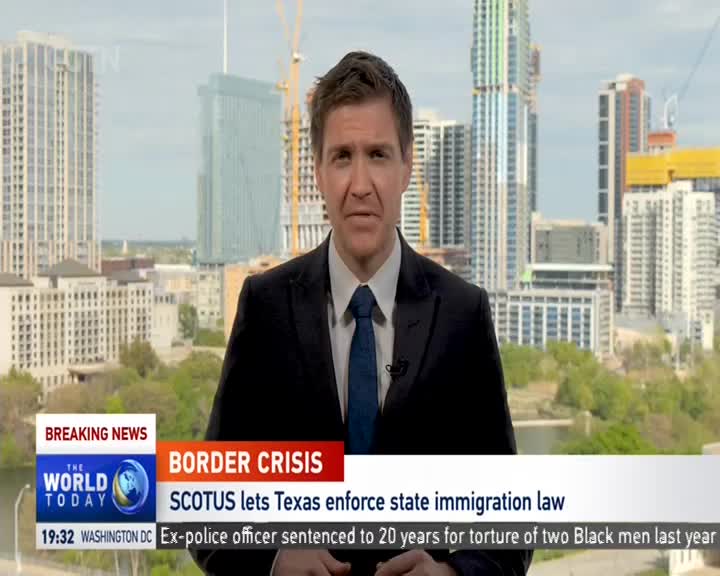 BREAKING NEWS
THE
WORLD
TODAY
BORDER CRISIS
SCOTUS lets Texas enforce state immigration law
19:32 WASHINGTON DC
Ex-police officer sentenced to 20 years for torture of two Black men last year